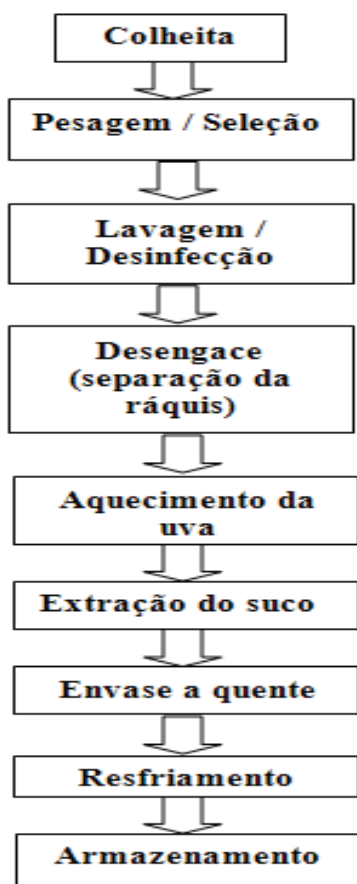 Colheita
Pesagem / Seleção
Lavagem /
Desinfecção
Desengace
(separação da
ráquis)
Aquecimento da
uva
Extração do suco
Envase a quente
Resfriamento
Armazenamento